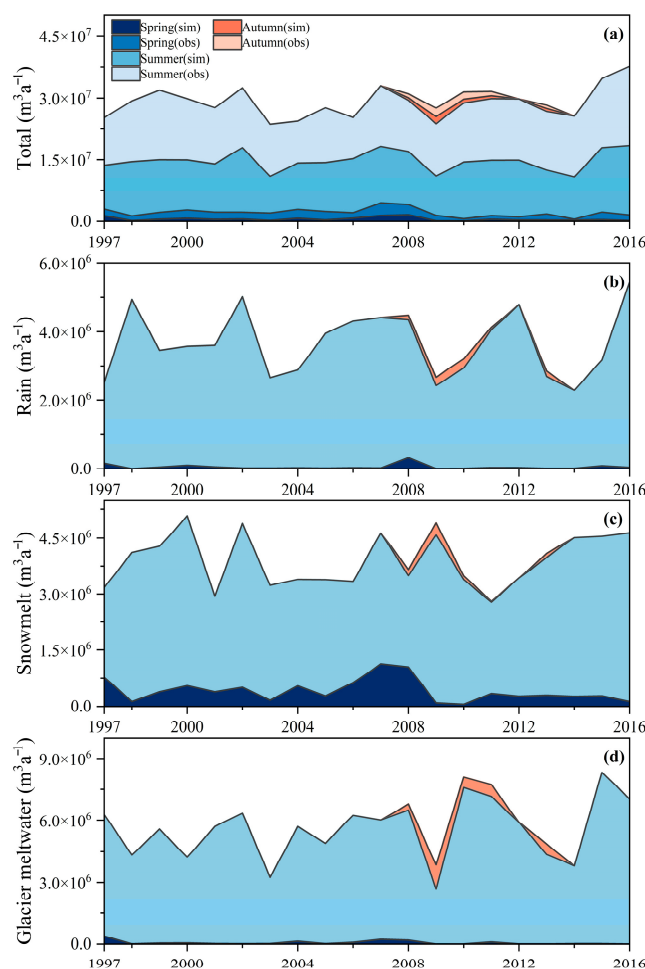 Spring(sim) Autumn(sim)
Spring(obs) Autumn(obs)
Summer(sim)
Summer(obs)
(a)
Total (m³a⁻¹)
4.5×10⁷
3.0×10⁷
1.5×10⁷
0.0
1997 2000 2004 2008 2012 2016
(b)
Rain (m³a⁻¹)
6.0×10⁶
4.0×10⁶
2.0×10⁶
0.0
1997 2000 2004 2008 2012 2016
(c)
Snowmelt (m³a⁻¹)
4.5×10⁶
3.0×10⁶
1.5×10⁶
0.0
1997 2000 2004 2008 2012 2016
(d)
Glacier meltwater (m³a⁻¹)
9.0×10⁶
6.0×10⁶
3.0×10⁶
0.0
1997 2000 2004 2008 2012 2016